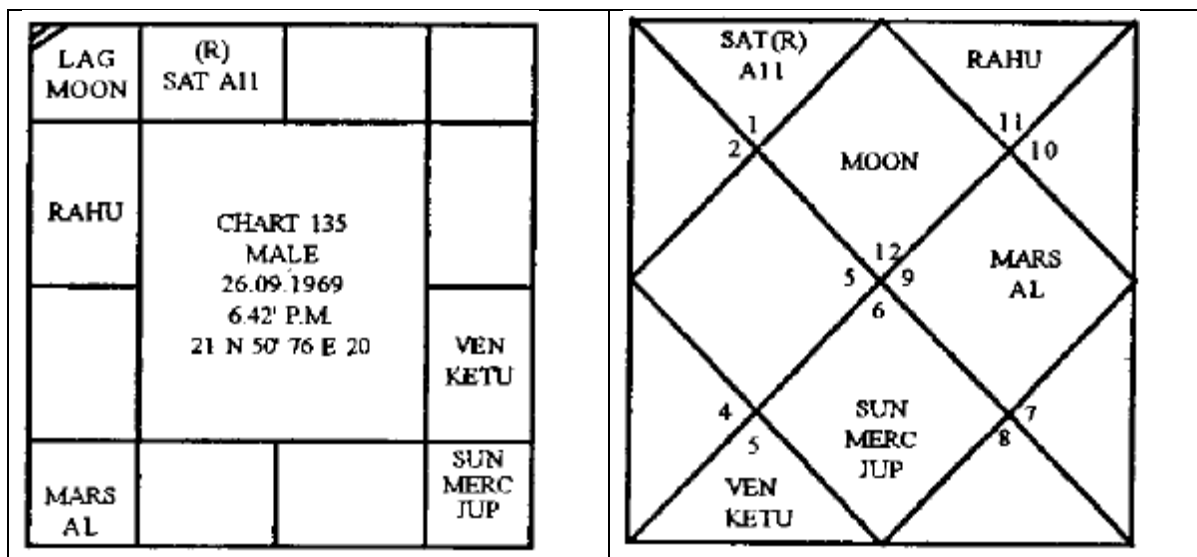 LAG
MOON
(R)
SAT A11
RAHU
CHART 135
MALE
26.09.1969
6.42' P.M.
21 N 50' 76 E 20
VEN
KETU
MARS
AL
SUN
MERC
JUP
SAT(R)
A11
RAHU
1
2
11
10
MOON
12
5 9
6
MARS
AL
4
5
SUN
MERC
JUP
7
8
VEN
KETU